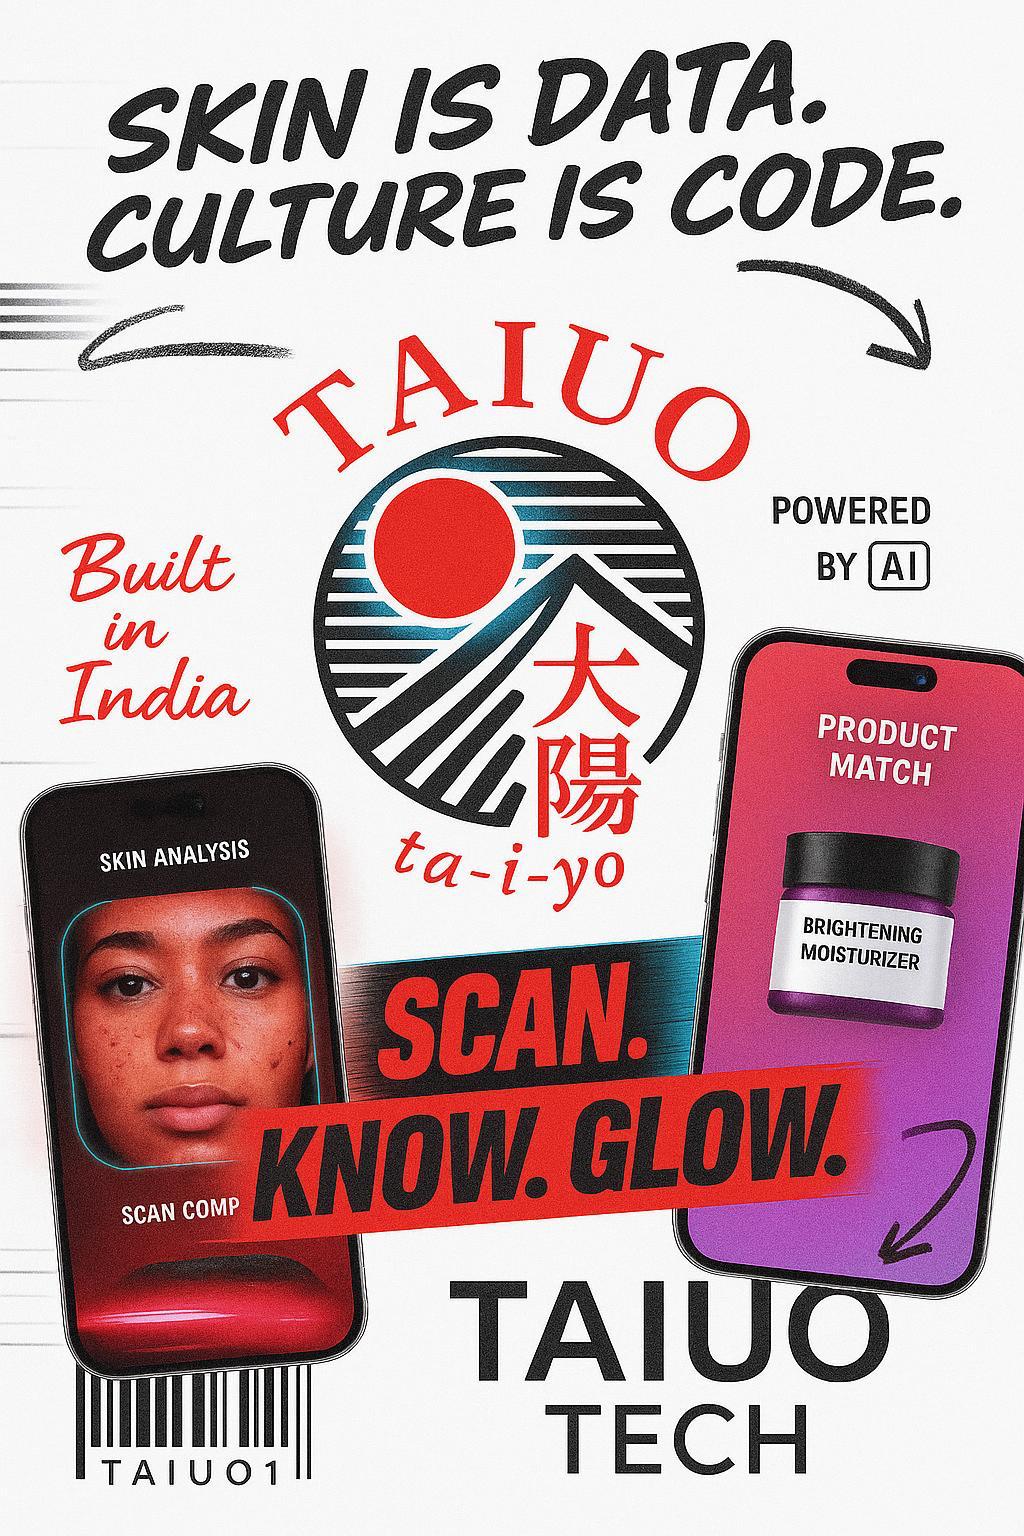 SKIN IS DATA.
CULTURE IS CODE.
TAIUO
POWERED
BY AI
Built
in
India
大
陽
ta-i-yo
PRODUCT
MATCH
BRIGHTENING
MOISTURIZER
SKIN ANALYSIS
SCAN COMP
SCAN.
KNOW. GLOW.
TAIUO
TECH
TAIUO1